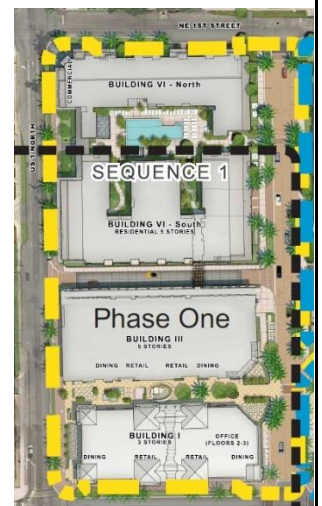 NE 1ST STREET
COMMERCIAL
BUILDING VI - North
US 1 NORTH
SEQUENCE 1
BUILDING VI - South
RESIDENTIAL 5 STORIES
Phase One
BUILDING III
5 STORIES
DINING RETAIL RETAIL DINING
BUILDING I
3 STORIES
OFFICE
(FLOORS 2-3)
DINING RETAIL RETAIL DINING